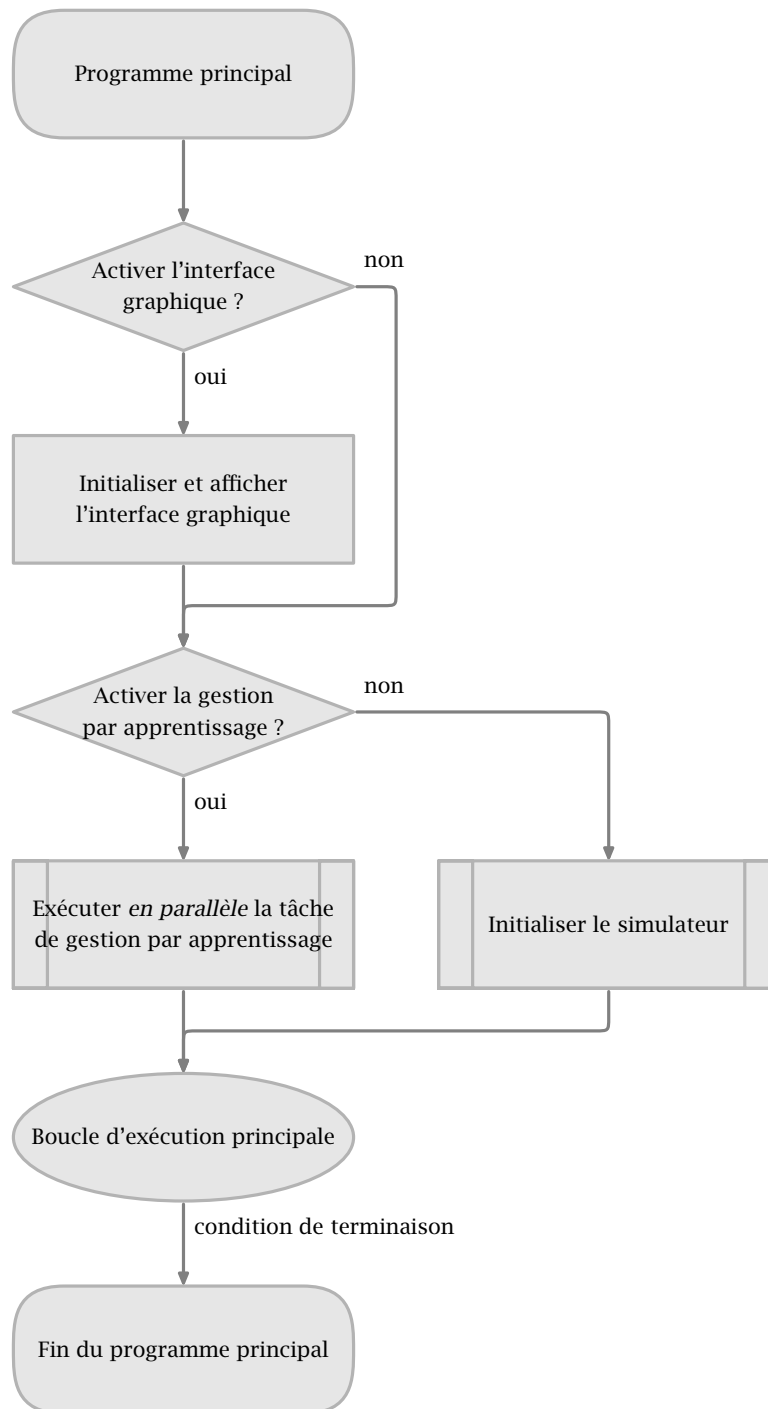 Programme principal
Activer l’interface
graphique ?
non
oui
Initialiser et afficher
l’interface graphique
Activer la gestion
par apprentissage ?
non
oui
Exécuter en parallèle la tâche
de gestion par apprentissage
Initialiser le simulateur
Boucle d’exécution principale
condition de terminaison
Fin du programme principal